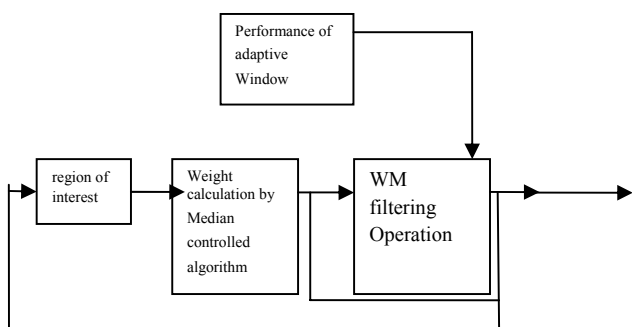 Performance of
adaptive
Window
region of
interest
Weight
calculation by
Median
controlled
algorithm
WM
filtering
Operation